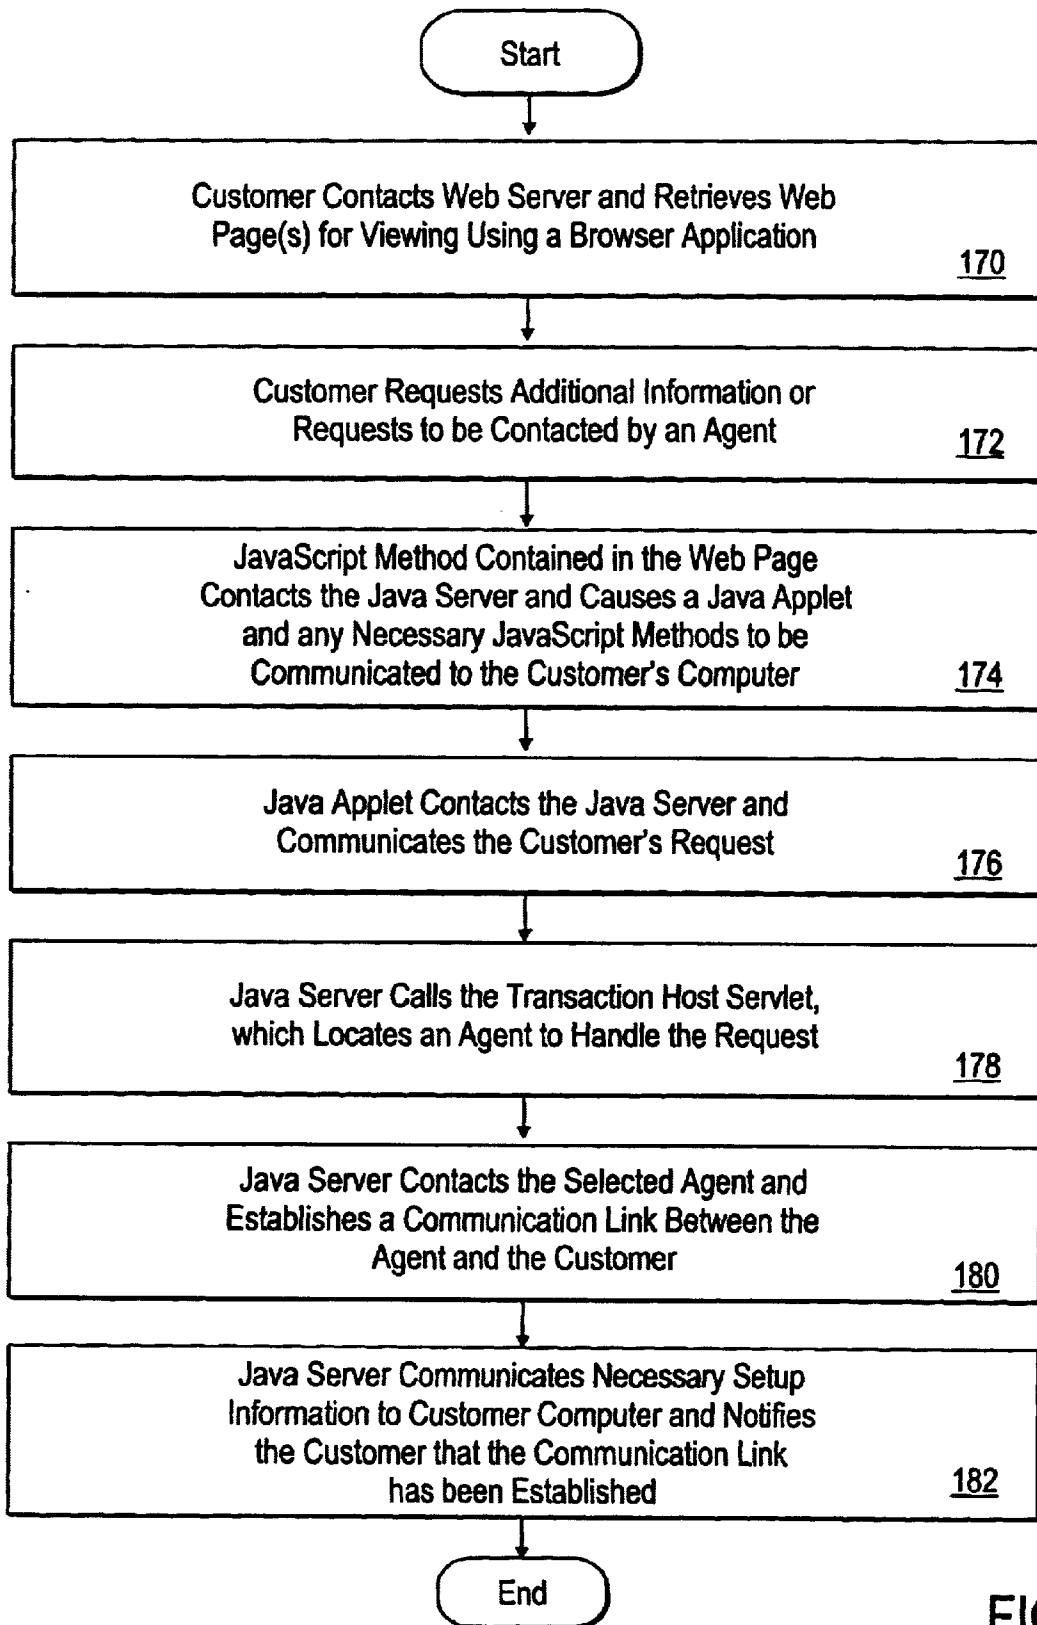 Start
Customer Contacts Web Server and Retrieves Web
Page(s) for Viewing Using a Browser Application
170
Customer Requests Additional Information or
Requests to be Contacted by an Agent
172
JavaScript Method Contained in the Web Page
Contacts the Java Server and Causes a Java Applet
and any Necessary JavaScript Methods to be
Communicated to the Customer's Computer
174
Java Applet Contacts the Java Server and
Communicates the Customer's Request
176
Java Server Calls the Transaction Host Servlet,
which Locates an Agent to Handle the Request
178
Java Server Contacts the Selected Agent and
Establishes a Communication Link Between the
Agent and the Customer
180
Java Server Communicates Necessary Setup
Information to Customer Computer and Notifies
the Customer that the Communication Link
has been Established
182
End